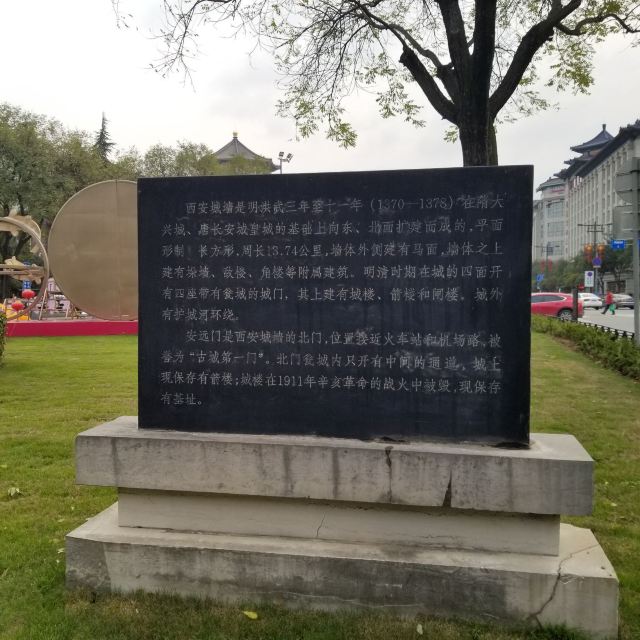 西安城墙是明洪武三年至十一年（1370—1378）在隋大
兴城、唐长安皇城的基础上向东、北面扩建而成的，平面
形制 长方形，周长13.74公里，墙体外侧建有马面，墙体之上
建有垛墙、敌楼、角楼等附属建筑。明清时期在城的四面开
有四座带有瓮城的城门，其上建有城楼、箭楼和闸楼。城外
有护城河环绕。
安远门是西安城墙的北门，位置接近火车站和机场路，被
誉为“古城第一门”。北门瓮城内只开有中间的通道。城上
现保存有箭楼；城楼在1911年辛亥革命的战火中被毁，现保存
有基址。